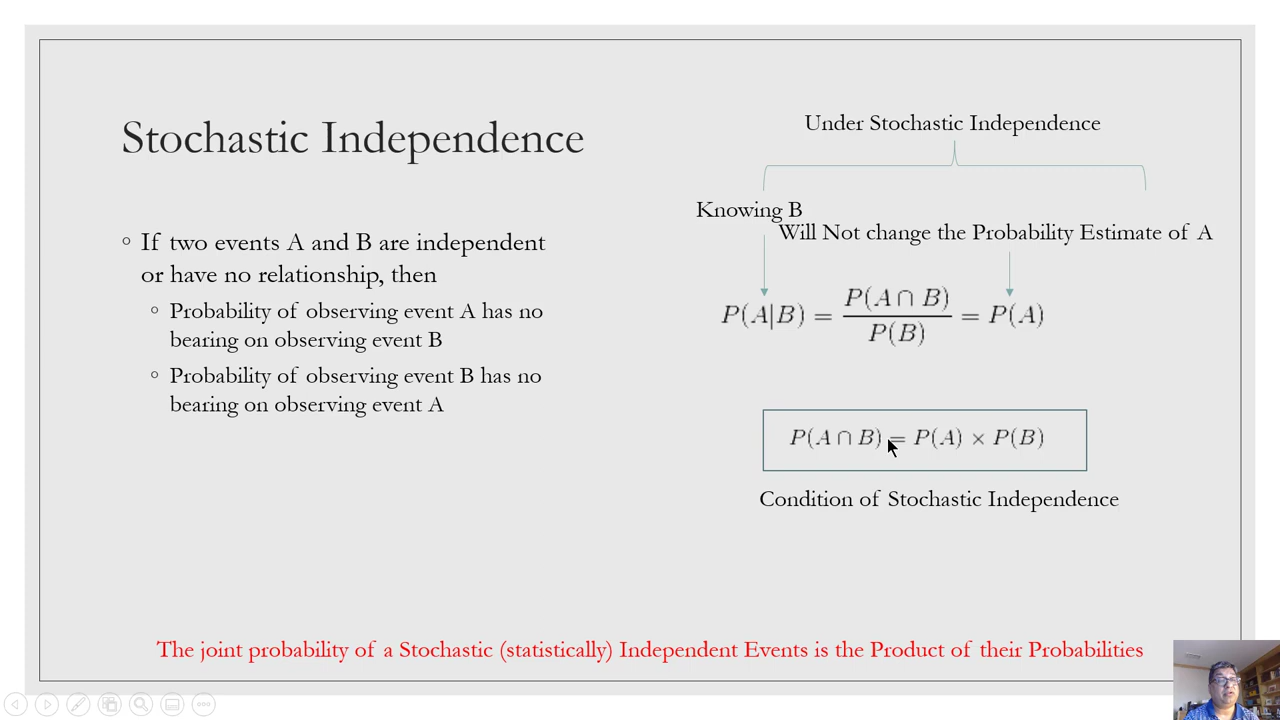 Stochastic Independence
◦ If two events A and B are independent
or have no relationship, then
◦ Probability of observing event A has no
bearing on observing event B
◦ Probability of observing event B has no
bearing on observing event A
Under Stochastic Independence
Knowing B
Will Not change the Probability Estimate of A
P(A|B) = P(A ∩ B) / P(B) = P(A)
P(A ∩ B) = P(A) × P(B)
Condition of Stochastic Independence
The joint probability of a Stochastic (statistically) Independent Events is the Product of their Probabilities